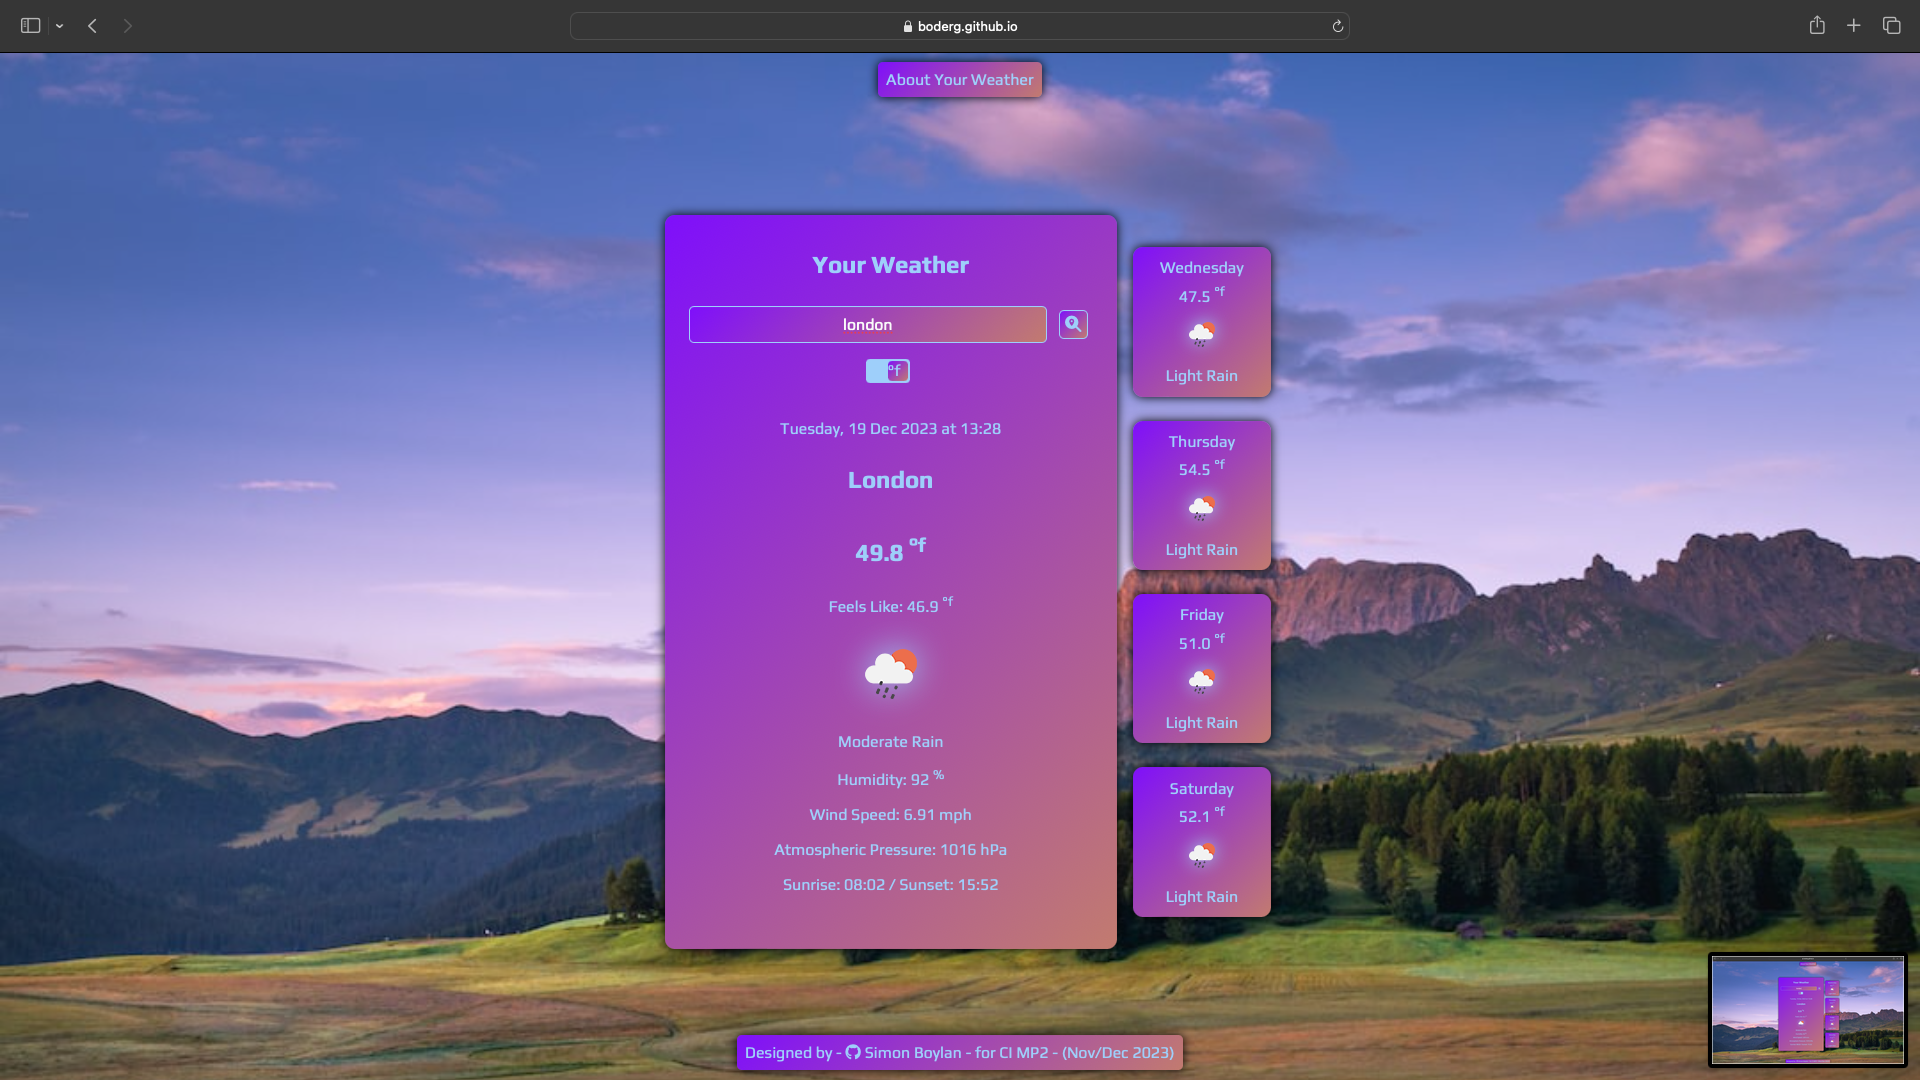 boderg.github.io
About Your Weather
Your Weather
london
°f
Tuesday, 19 Dec 2023 at 13:28
London
49.8 °f
Feels Like: 46.9 °f
Moderate Rain
Humidity: 92 %
Wind Speed: 6.91 mph
Atmospheric Pressure: 1016 hPa
Sunrise: 08:02 / Sunset: 15:52
Wednesday
47.5 °f
Light Rain
Thursday
54.5 °f
Light Rain
Friday
51.0 °f
Light Rain
Saturday
52.1 °f
Light Rain
Designed by - Simon Boylan - for CI MP2 - (Nov/Dec 2023)